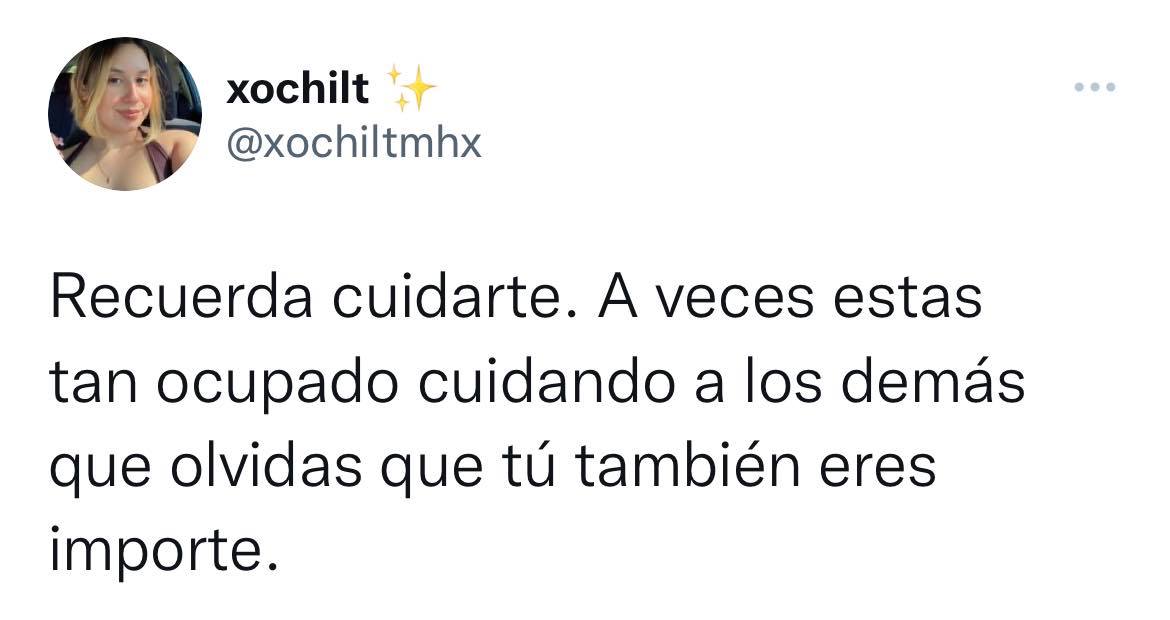 xochilt ✨
@xochiltmhx
Recuerda cuidarte. A veces estas
tan ocupado cuidando a los demás
que olvidas que tú también eres
importe.